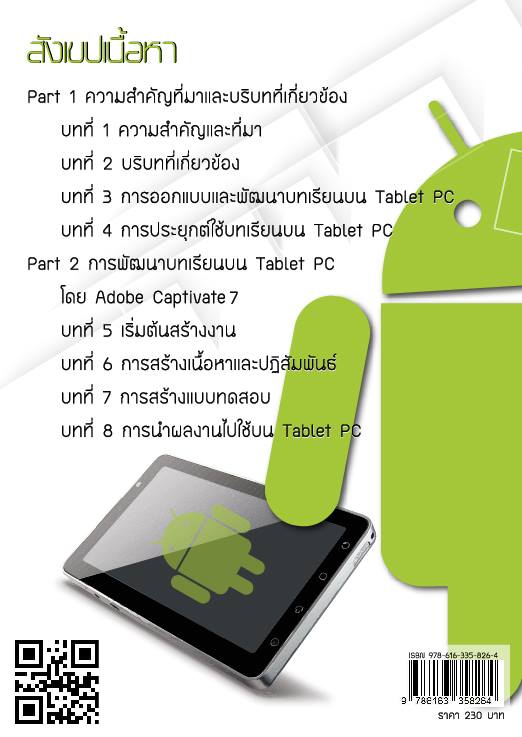 สังเขปเนื้อหา
Part 1 ความสำคัญที่มาและบริบทที่เกี่ยวข้อง
บทที่ 1 ความสำคัญและที่มา
บทที่ 2 บริบทที่เกี่ยวข้อง
บทที่ 3 การออกแบบและพัฒนาบทเรียนบน Tablet PC
บทที่ 4 การประยุกต์ใช้บทเรียนบน Tablet PC
Part 2 การพัฒนาบทเรียนบน Tablet PC
โดย Adobe Captivate 7
บทที่ 5 เริ่มต้นสร้างงาน
บทที่ 6 การสร้างเนื้อหาและปฏิสัมพันธ์
บทที่ 7 การสร้างแบบทดสอบ
บทที่ 8 การนำผลงานไปใช้บน Tablet PC
ISBN 978-616-335-826-4
9 786163 358264
ราคา 230 บาท